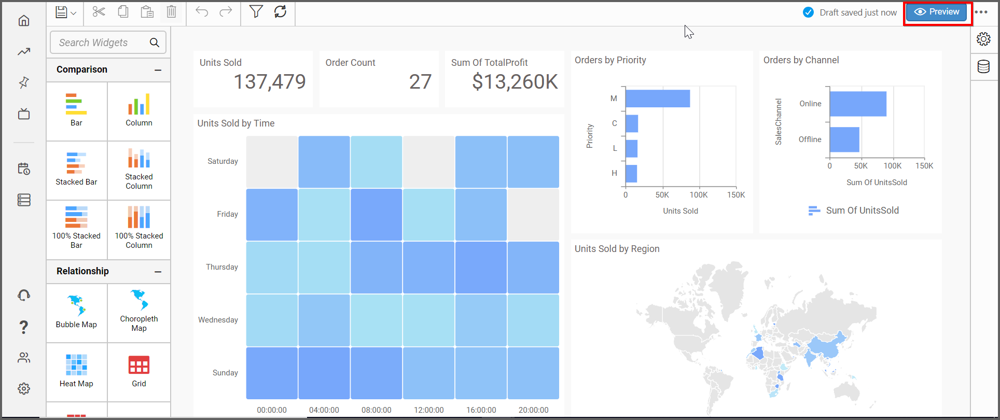 Draft saved just now
Preview
Search Widgets
Comparison
Bar
Column
Stacked Bar
Stacked
Column
100% Stacked
Bar
100% Stacked
Column
Relationship
Bubble Map
Choropleth
Map
Heat Map
Grid
Units Sold
137,479
Order Count
27
Sum Of TotalProfit
$13,260K
Units Sold by Time
Saturday
Friday
Thursday
Wednesday
Sunday
00:00:00
04:00:00
08:00:00
12:00:00
16:00:00
20:00:00
Orders by Priority
Priority
M
C
L
H
0
50K
100K
150K
Units Sold
Orders by Channel
SalesChannel
Online
Offline
0
50K
100K
150K
Sum Of UnitsSold
Sum Of UnitsSold
Units Sold by Region